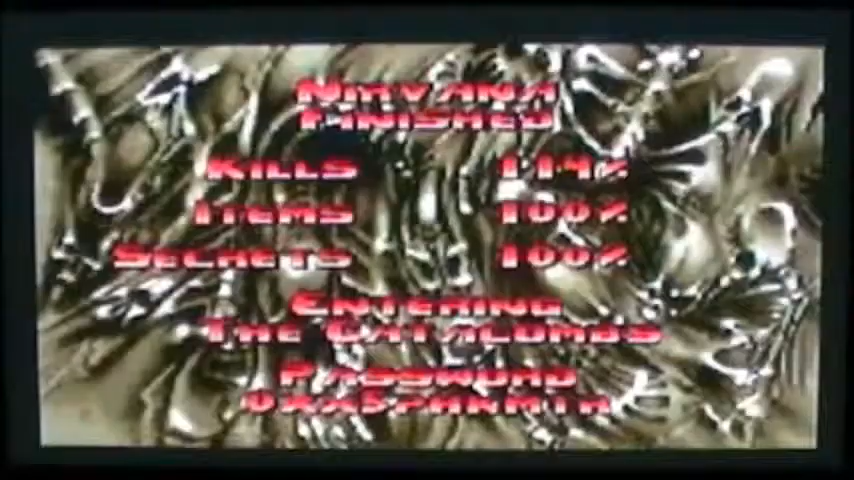 Nirvana
Finished
Kills 114%
Items 100%
Secrets 100%
Entering
The Catacombs
Password